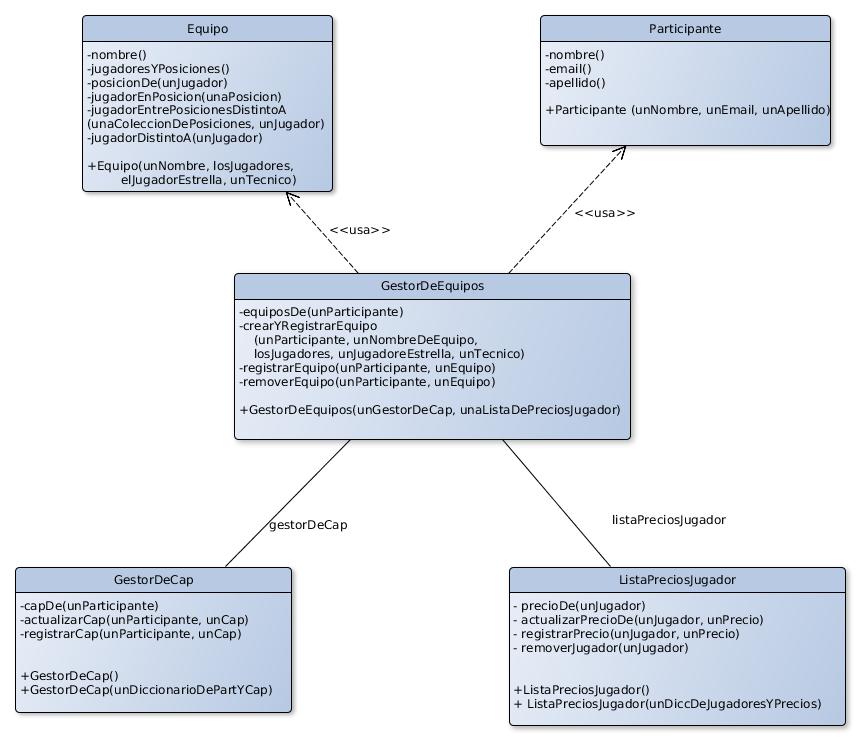 Equipo
-nombre()
-jugadoresYPosiciones()
-posicionDe(unJugador)
-jugadorEnPosicion(unaPosicion)
-jugadorEntrePosicionesDistintoA
(unaColeccionDePosiciones, unJugador)
-jugadorDistintoA(unJugador)
+Equipo(unNombre, losJugadores,
elJugadorEstrella, unTecnico)
Participante
-nombre()
-email()
-apellido()
+Participante (unNombre, unEmail, unApellido)
<<usa>>
<<usa>>
GestorDeEquipos
-equiposDe(unParticipante)
-crearYRegistrarEquipo
(unParticipante, unNombreDeEquipo,
losJugadores, unJugadoreEstrella, unTecnico)
-registrarEquipo(unParticipante, unEquipo)
-removerEquipo(unParticipante, unEquipo)
+GestorDeEquipos(unGestorDeCap, unaListaDePreciosJugador)
gestorDeCap
listaPreciosJugador
GestorDeCap
-capDe(unParticipante)
-actualizarCap(unParticipante, unCap)
-registrarCap(unParticipante, unCap)
+GestorDeCap()
+GestorDeCap(unDiccionarioDePartYCap)
ListaPreciosJugador
- precioDe(unJugador)
- actualizarPrecioDe(unJugador, unPrecio)
- registrarPrecio(unJugador, unPrecio)
- removerJugador(unJugador)
+ListaPreciosJugador()
+ ListaPreciosJugador(unDiccDeJugadoresYPrecios)